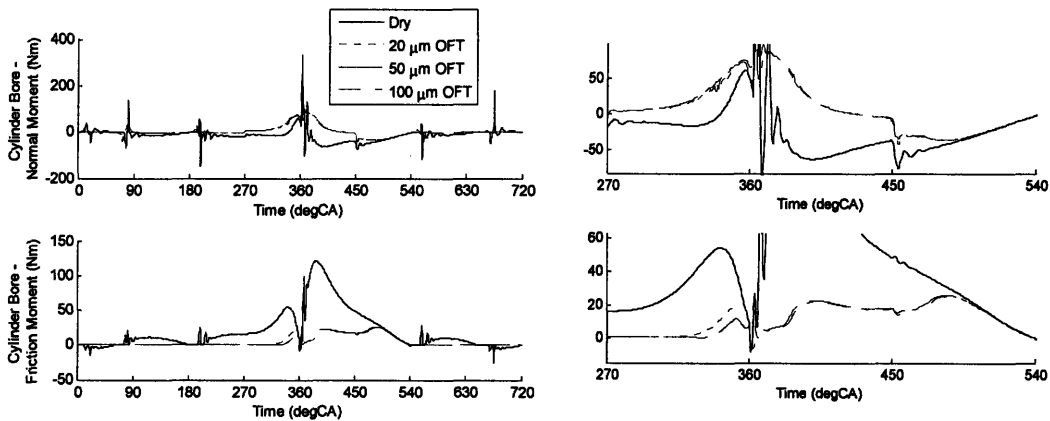 Dry
20 μm OFT
50 μm OFT
100 μm OFT
Cylinder Bore -
Normal Moment (Nm)
400
200
0
-200
0 90 180 270 360 450 540 630 720
Time (degCA)
50
0
-50
270 360 450 540
Time (degCA)
Cylinder Bore -
Friction Moment (Nm)
150
100
50
0
-50
0 90 180 270 360 450 540 630 720
Time (degCA)
60
40
20
0
270 360 450 540
Time (degCA)